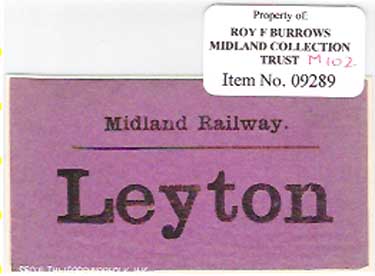 Property of:
ROY F BURROWS
MIDLAND COLLECTION
TRUST M102
Item No. 09289
Midland Railway.
Leyton